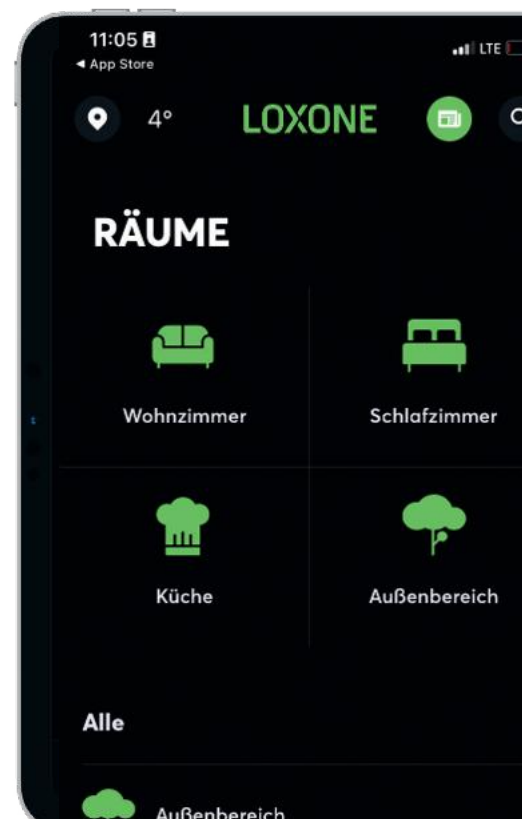 11:05
◄ App Store
LTE
4°
LOXONE
RÄUME
Wohnzimmer
Schlafzimmer
Küche
Außenbereich
Alle
Außenbereich